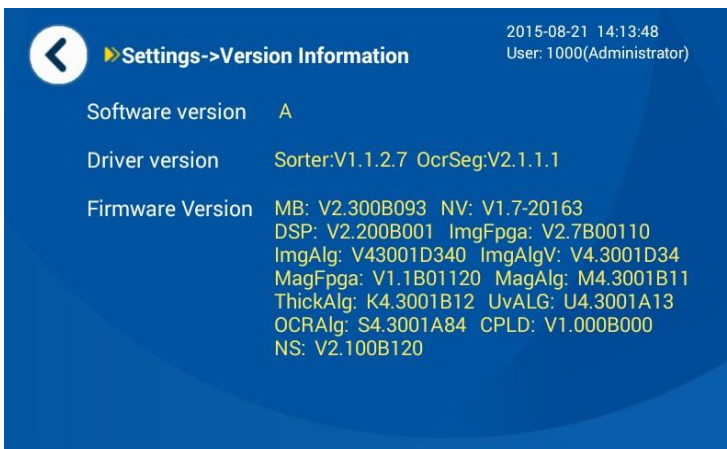 Settings->Version Information
2015-08-21 14:13:48
User: 1000(Administrator)
Software version A
Driver version Sorter:V1.1.2.7 OcrSeg:V2.1.1.1
Firmware Version MB: V2.300B093 NV: V1.7-20163
DSP: V2.200B001 ImgFpga: V2.7B00110
ImgAlg: V43001D340 ImgAlgV: V4.3001D34
MagFpga: V1.1B01120 MagAlg: M4.3001B11
ThickAlg: K4.3001B12 UvALG: U4.3001A13
OCRAlg: S4.3001A84 CPLD: V1.000B000
NS: V2.100B120